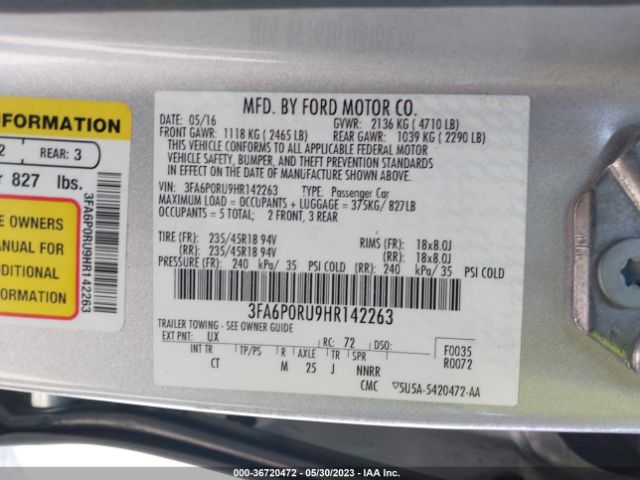 MFD. BY FORD MOTOR CO.
DATE: 05/16 GVWR: 2136 KG ( 4710 LB)
FRONT GAWR: 1118 KG ( 2465 LB) REAR GAWR: 1039 KG ( 2290 LB)
THIS VEHICLE CONFORMS TO ALL APPLICABLE FEDERAL MOTOR
VEHICLE SAFETY, BUMPER, AND THEFT PREVENTION STANDARDS IN
EFFECT ON THE DATE OF MANUFACTURE SHOWN ABOVE.
VIN: 3FA6P0RU9HR142263 TYPE: Passenger Car
MAXIMUM LOAD = OCCUPANTS + LUGGAGE = 375KG/ 827LB
OCCUPANTS = 5 TOTAL; 2 FRONT, 3 REAR
TIRE (FR): 235/45R18 94V RIMS (FR): 18x8.0J
(RR): 235/45R18 94V (RR): 18x8.0J
PRESSURE (FR): 240 kPa/ 35 PSI COLD (RR): 240 kPa/ 35 PSI COLD
3FA6P0RU9HR142263
TRAILER TOWING - SEE OWNER GUIDE
EXT PNT: UX RC: 72 DSO: F0035
INT TR TP/PS R AXLE TR SPR R0072
CT M 25 J NNRR
CMC 5U5A-5420472-AA
INFORMATION
2 REAR: 3
r 827 lbs.
E OWNERS
ANUAL FOR
DDITIONAL
FORMATION
3FA6P0RU9HR142263
000-36720472 - 05/30/2023 - IAA Inc.